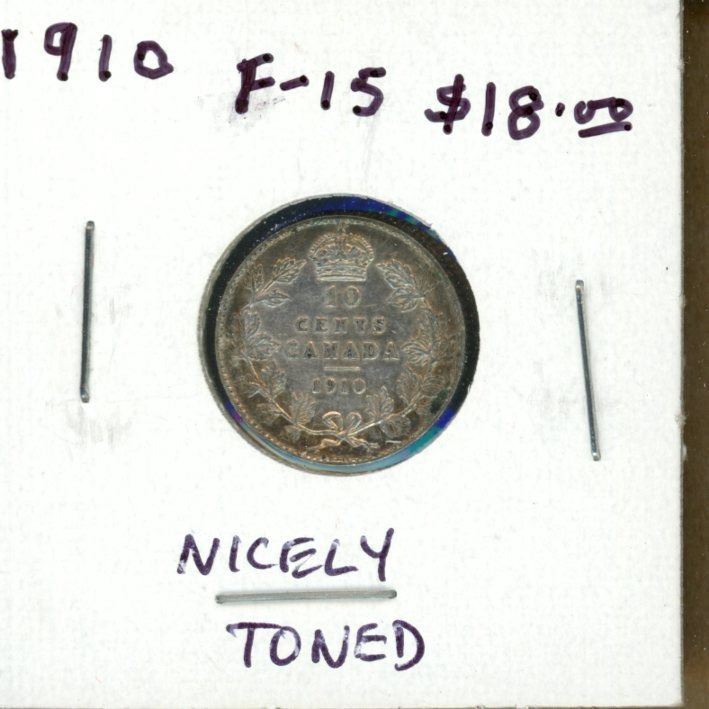 1910 F-15 $18.00
10
CENTS
CANADA
1910
NICELY
TONED